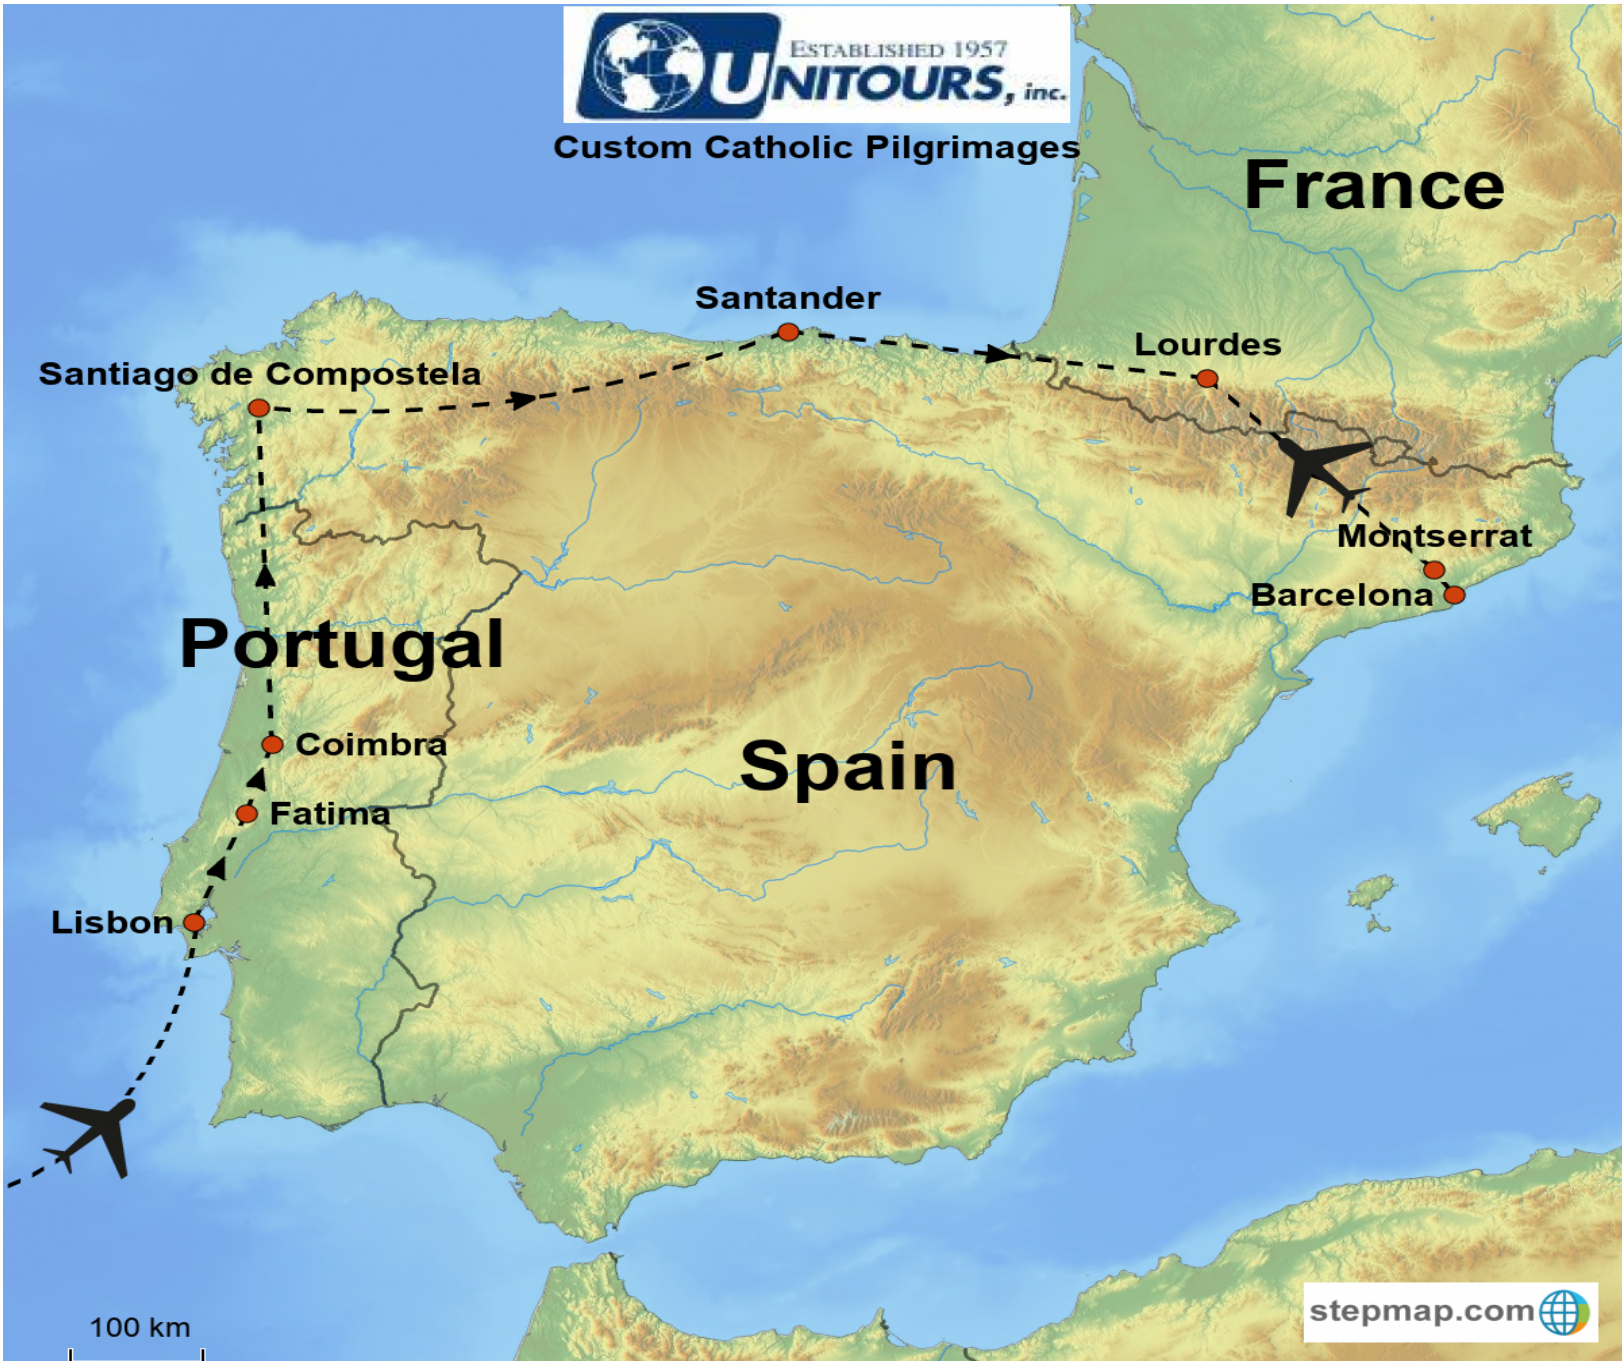 ESTABLISHED 1957
UNITOURS, inc.
Custom Catholic Pilgrimages
France
Santander
Lourdes
Santiago de Compostela
Montserrat
Barcelona
Portugal
Coimbra
Spain
Fatima
Lisbon
stepmap.com
100 km